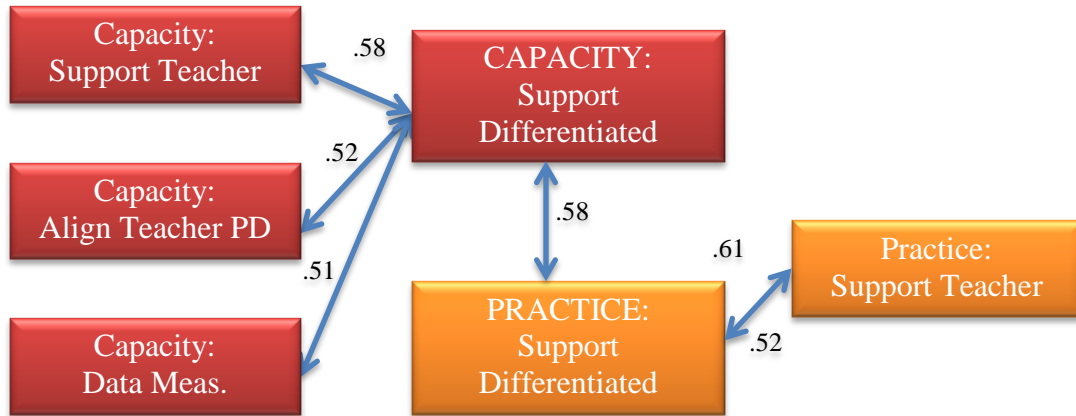 Capacity:
Support Teacher
.58
CAPACITY:
Support
Differentiated
.52
Capacity:
Align Teacher PD
.51
.58
Capacity:
Data Meas.
PRACTICE:
Support
Differentiated
.61
.52
Practice:
Support Teacher